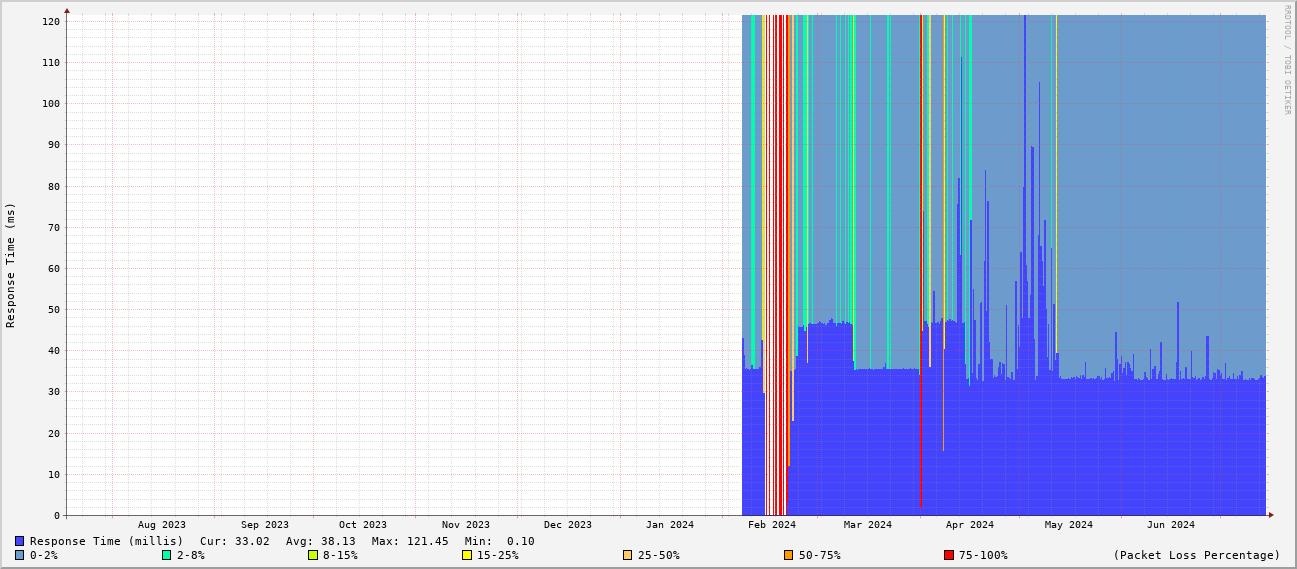 RRDTOOL / TOBI OETIKER
Response Time (ms)
120
110
100
90
80
70
60
50
40
30
20
10
0
Aug 2023 Sep 2023 Oct 2023 Nov 2023 Dec 2023 Jan 2024 Feb 2024 Mar 2024 Apr 2024 May 2024 Jun 2024
Response Time (millis) Cur: 33.02 Avg: 38.13 Max: 121.45 Min: 0.10
0-2% 2-8% 8-15% 15-25% 25-50% 50-75% 75-100% (Packet Loss Percentage)